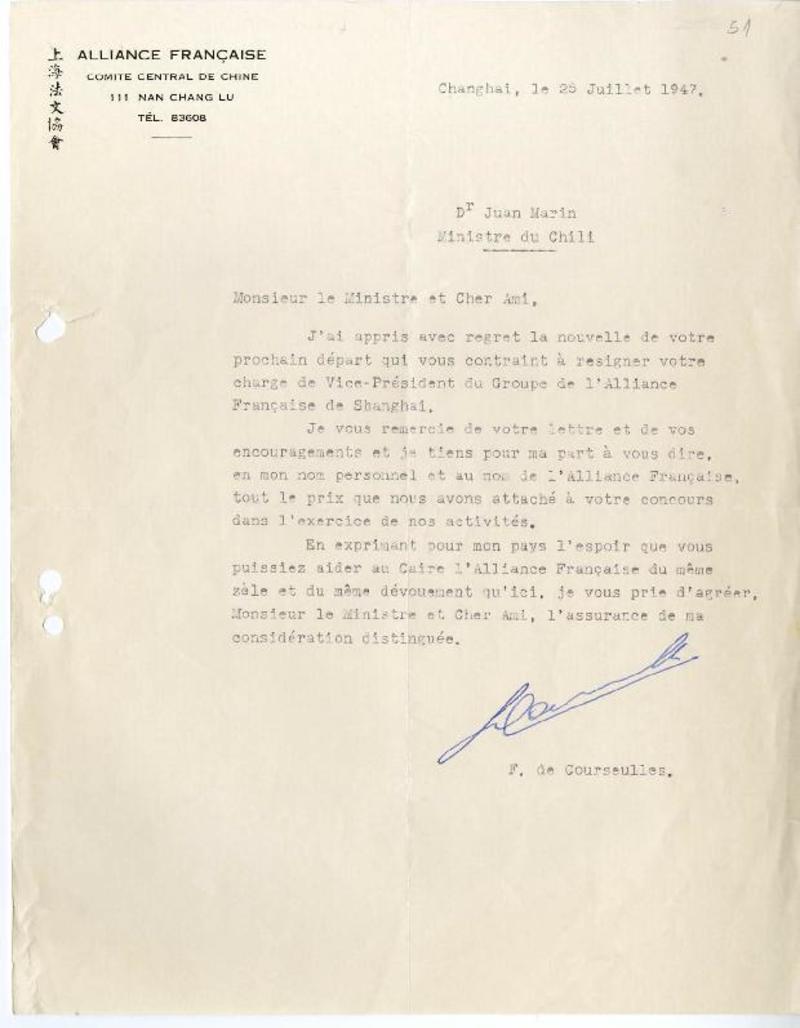 51
上海法文協會
ALLIANCE FRANÇAISE
COMITE CENTRAL DE CHINE
111 NAN CHANG LU
TÉL. 83608
Changhai, le 25 Juillet 1947.
Dr Juan Marin
Ministre du Chili
Monsieur le Ministre et Cher Ami,
J'ai appris avec regret la nouvelle de votre
prochain départ qui vous contraint à resigner votre
charge de Vice-Président du Groupe de l'Alliance
Française de Shanghai.
Je vous remercie de votre lettre et de vos
encouragements et je tiens pour ma part à vous dire,
en mon nom personnel et au nom de l'Alliance Française,
tout le prix que nous avons attaché à votre concours
dans l'exercice de nos activités.
En exprimant pour mon pays l'espoir que vous
puissiez aider au Caire l'Alliance Française du même
zèle et du même dévouement qu'ici, je vous prie d'agréer,
Monsieur le Ministre et Cher Ami, l'assurance de ma
considération distinguée.
F. de Courseulles.